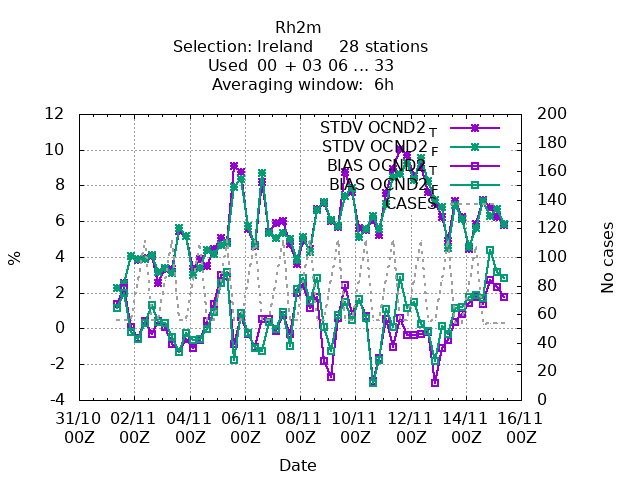 Rh2m
Selection: Ireland 28 stations
Used 00 + 03 06 ... 33
Averaging window: 6h
STDV OCND2_T
STDV OCND2_F
BIAS OCND2_T
BIAS OCND2_F
CASES
%
12
10
8
6
4
2
0
-2
-4
No cases
200
180
160
140
120
100
80
60
40
20
0
31/10 02/11 04/11 06/11 08/11 10/11 12/11 14/11 16/11
00Z 00Z 00Z 00Z 00Z 00Z 00Z 00Z 00Z
Date